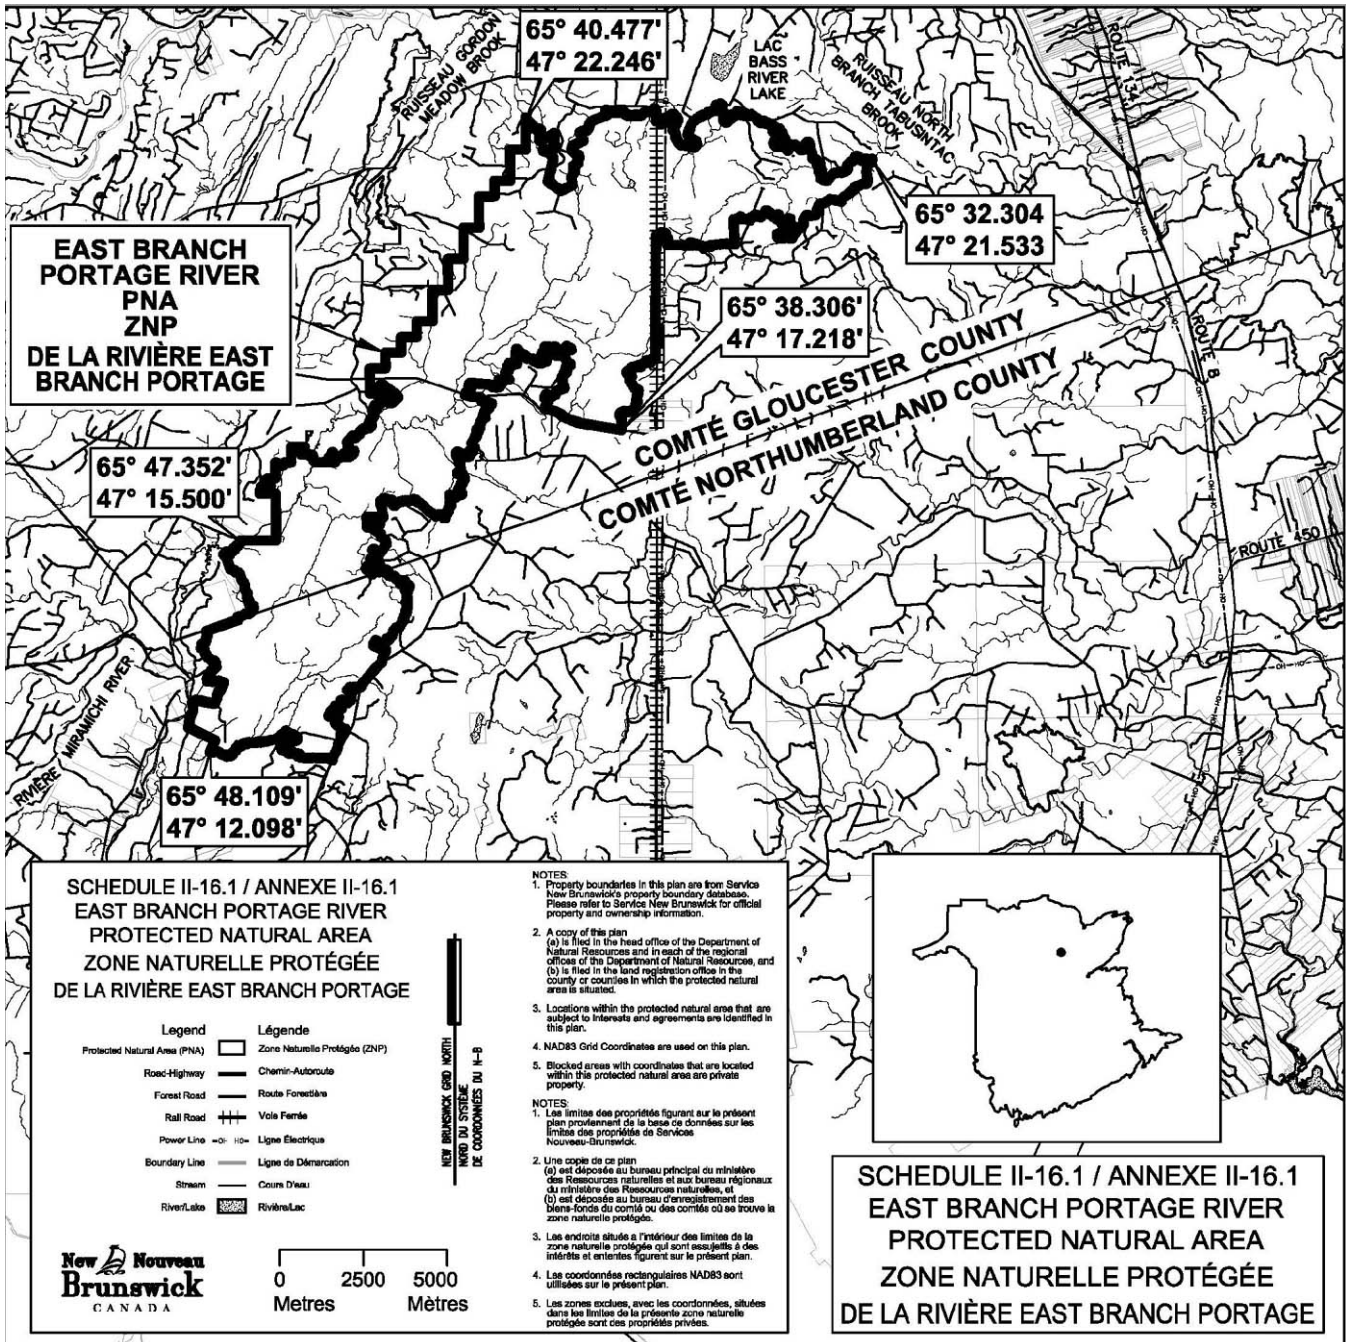 65° 40.477'
47° 22.246'
RUISSEAU GORDON
MEADOW BROOK
LAC
BASS
RIVER
LAKE
RUISSEAU NORTH
BRANCH TABUSINTAC
BROOK
ROUTE 134
65° 32.304
47° 21.533
EAST BRANCH
PORTAGE RIVER
PNA
ZNP
DE LA RIVIÈRE EAST
BRANCH PORTAGE
65° 38.306'
47° 17.218'
ROUTE 8
COMTÉ GLOUCESTER COUNTY
COMTÉ NORTHUMBERLAND COUNTY
65° 47.352'
47° 15.500'
ROUTE 450
RIVIÈRE MIRAMICHI RIVER
65° 48.109'
47° 12.098'
SCHEDULE II-16.1 / ANNEXE II-16.1
EAST BRANCH PORTAGE RIVER
PROTECTED NATURAL AREA
ZONE NATURELLE PROTÉGÉE
DE LA RIVIÈRE EAST BRANCH PORTAGE
Legend Légende
Protected Natural Area (PNA) Zone Naturelle Protégée (ZNP)
Road-Highway Chemin-Autoroute
Forest Road Route Forestière
Rail Road Voie Ferrée
Power Line Ligne Électrique
Boundary Line Ligne de Démarcation
Stream Cours D'eau
River/Lake Rivière/Lac
NEW BRUNSWICK GRID NORTH
NORD DU SYSTÈME
DE COORDONNÉES DU N-B
New Nouveau
Brunswick
CANADA
0 2500 5000
Metres Mètres
NOTES:
1. Property boundaries in this plan are from Service
New Brunswick's property boundary database.
Please refer to Service New Brunswick for official
property and ownership information.
2. A copy of this plan
(a) is filed in the head office of the Department of
Natural Resources and in each of the regional
offices of the Department of Natural Resources, and
(b) is filed in the land registration office in the
county or counties in which the protected natural
area is situated.
3. Locations within the protected natural area that are
subject to interests and agreements are identified in
this plan.
4. NAD83 Grid Coordinates are used on this plan.
5. Blocked areas with coordinates that are located
within this protected natural area are private
property.
NOTES:
1. Les limites des propriétés figurant sur le présent
plan proviennent de la base de données sur les
limites des propriétés de Services
Nouveau-Brunswick.
2. Une copie de ce plan
(a) est déposée au bureau principal du ministère
des Ressources naturelles et aux bureau régionaux
du ministère des Ressources naturelles, et
(b) est déposée au bureau d'enregistrement des
biens-fonds du comté ou des comtés où se trouve la
zone naturelle protégée.
3. Les endroits situés a l'intérieur des limites de la
zone naturelle protégée qui sont assujettis à des
intérêts et ententes figurent sur le présent plan.
4. Les coordonnées rectangulaires NAD83 sont
utilisées sur le présent plan.
5. Les zones exclues, avec les coordonnées, situées
dans les limites de la présente zone naturelle
protégée sont des propriétés privées.
SCHEDULE II-16.1 / ANNEXE II-16.1
EAST BRANCH PORTAGE RIVER
PROTECTED NATURAL AREA
ZONE NATURELLE PROTÉGÉE
DE LA RIVIÈRE EAST BRANCH PORTAGE